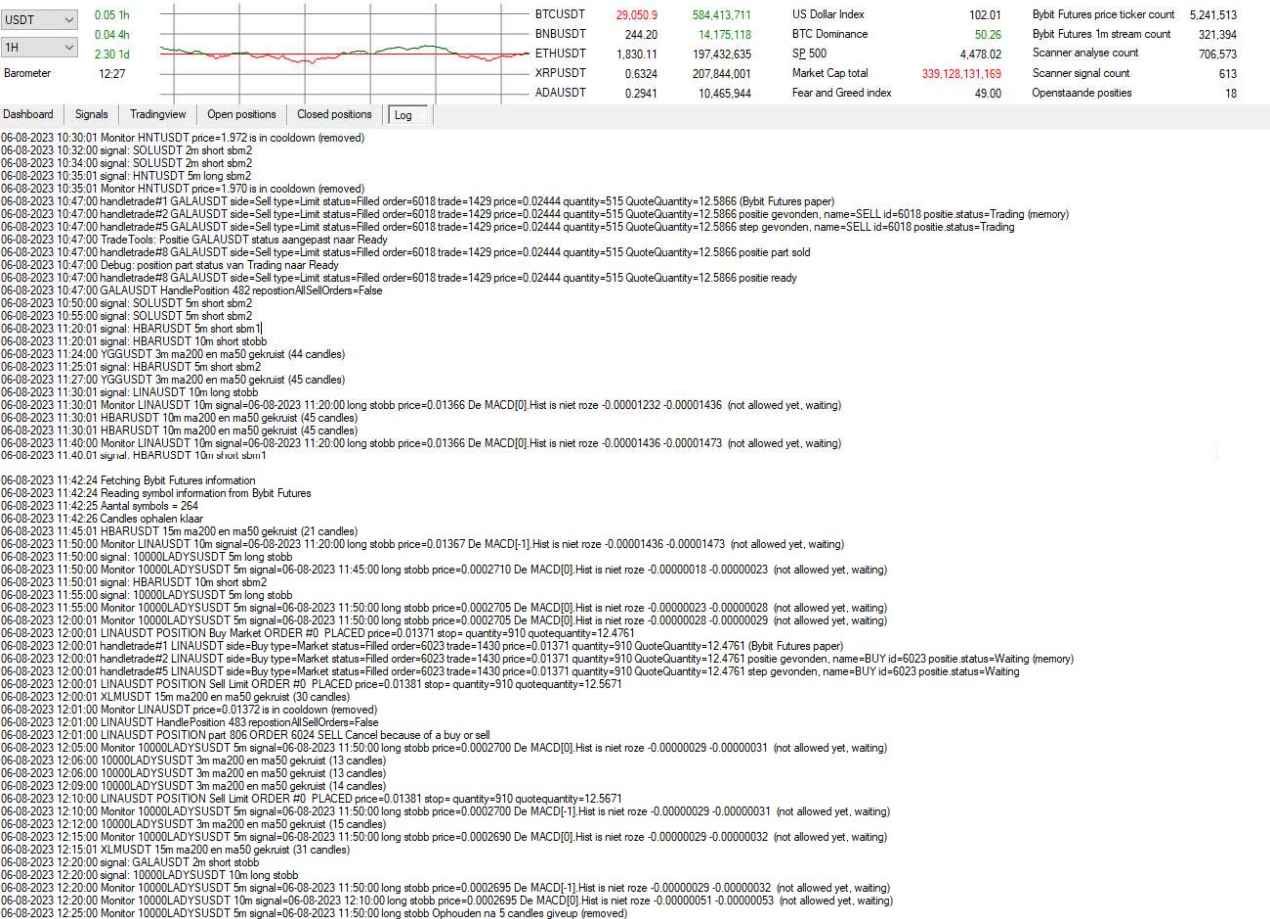 USDT 0.05 1h BTCUSDT 29,050.9 584,413,711 US Dollar Index 102.01 Bybit Futures price ticker count 5,241,513
0.04 4h BNBUSDT 244.20 14,175,118 BTC Dominance 50.26 Bybit Futures 1m stream count 321,394
1H 2.30 1d ETHUSDT 1,830.11 197,432,635 SP 500 4,478.02 Scanner analyse count 706,573
Barometer 12:27 XRPUSDT 0.6324 207,844,001 Market Cap total 339,128,131,169 Scanner signal count 613
ADAUSDT 0.2941 10,465,944 Fear and Greed index 49.00 Openstaande posities 18
Dashboard Signals Tradingview Open positions Closed positions Log
06-08-2023 10:30:01 Monitor HNTUSDT price=1.972 is in cooldown (removed)
06-08-2023 10:32:00 signal: SOLUSDT 2m short sbm2
06-08-2023 10:34:00 signal: SOLUSDT 2m short sbm2
06-08-2023 10:35:01 signal: HNTUSDT 5m long sbm2
06-08-2023 10:35:01 Monitor HNTUSDT price=1.970 is in cooldown (removed)
06-08-2023 10:47:00 handletrade#1 GALAUSDT side=Sell type=Limit status=Filled order=6018 trade=1429 price=0.02444 quantity=515 QuoteQuantity=12.5866 (Bybit Futures paper)
06-08-2023 10:47:00 handletrade#2 GALAUSDT side=Sell type=Limit status=Filled order=6018 trade=1429 price=0.02444 quantity=515 QuoteQuantity=12.5866 positie gevonden, name=SELL id=6018 positie.status=Trading (memory)
06-08-2023 10:47:00 handletrade#5 GALAUSDT side=Sell type=Limit status=Filled order=6018 trade=1429 price=0.02444 quantity=515 QuoteQuantity=12.5866 step gevonden, name=SELL id=6018 positie.status=Trading
06-08-2023 10:47:00 TradeTools: Positie GALAUSDT status aangepast naar Ready
06-08-2023 10:47:00 handletrade#8 GALAUSDT side=Sell type=Limit status=Filled order=6018 trade=1429 price=0.02444 quantity=515 QuoteQuantity=12.5866 positie part sold
06-08-2023 10:47:00 Debug: position part status van Trading naar Ready
06-08-2023 10:47:00 handletrade#8 GALAUSDT side=Sell type=Limit status=Filled order=6018 trade=1429 price=0.02444 quantity=515 QuoteQuantity=12.5866 positie ready
06-08-2023 10:47:00 GALAUSDT HandlePosition 482 repostionAllSellOrders=False
06-08-2023 10:50:00 signal: SOLUSDT 5m short sbm2
06-08-2023 10:55:00 signal: SOLUSDT 5m short sbm2
06-08-2023 11:20:01 signal: HBARUSDT 5m short sbm1
06-08-2023 11:20:01 signal: HBARUSDT 10m short stobb
06-08-2023 11:24:00 YGGUSDT 3m ma200 en ma50 gekruist (44 candles)
06-08-2023 11:25:01 signal: HBARUSDT 5m short sbm2
06-08-2023 11:27:00 YGGUSDT 3m ma200 en ma50 gekruist (45 candles)
06-08-2023 11:30:01 signal: LINAUSDT 10m long stobb
06-08-2023 11:30:01 Monitor LINAUSDT 10m signal=06-08-2023 11:20:00 long stobb price=0.01366 De MACD[0].Hist is niet roze -0.00001232 -0.00001436 (not allowed yet, waiting)
06-08-2023 11:30:01 HBARUSDT 10m ma200 en ma50 gekruist (45 candles)
06-08-2023 11:30:01 HBARUSDT 10m ma200 en ma50 gekruist (45 candles)
06-08-2023 11:40:00 Monitor LINAUSDT 10m signal=06-08-2023 11:20:00 long stobb price=0.01366 De MACD[0].Hist is niet roze -0.00001436 -0.00001473 (not allowed yet, waiting)
06-08-2023 11:40:01 signal: HBARUSDT 10m short sbm1
06-08-2023 11:42:24 Fetching Bybit Futures information
06-08-2023 11:42:24 Reading symbol information from Bybit Futures
06-08-2023 11:42:25 Aantal symbols = 264
06-08-2023 11:42:26 Candles ophalen klaar
06-08-2023 11:45:01 HBARUSDT 15m ma200 en ma50 gekruist (21 candles)
06-08-2023 11:50:00 Monitor LINAUSDT 10m signal=06-08-2023 11:20:00 long stobb price=0.01367 De MACD[-1].Hist is niet roze -0.00001436 -0.00001473 (not allowed yet, waiting)
06-08-2023 11:50:00 signal: 10000LADYSUSDT 5m long stobb
06-08-2023 11:50:00 Monitor 10000LADYSUSDT 5m signal=06-08-2023 11:45:00 long stobb price=0.0002710 De MACD[0].Hist is niet roze -0.00000018 -0.00000023 (not allowed yet, waiting)
06-08-2023 11:50:01 signal: HBARUSDT 10m short sbm2
06-08-2023 11:55:00 signal: 10000LADYSUSDT 5m long stobb
06-08-2023 11:55:00 Monitor 10000LADYSUSDT 5m signal=06-08-2023 11:50:00 long stobb price=0.0002705 De MACD[0].Hist is niet roze -0.00000023 -0.00000028 (not allowed yet, waiting)
06-08-2023 12:00:01 Monitor 10000LADYSUSDT 5m signal=06-08-2023 11:50:00 long stobb price=0.0002705 De MACD[0].Hist is niet roze -0.00000028 -0.00000029 (not allowed yet, waiting)
06-08-2023 12:00:01 LINAUSDT POSITION Buy Market ORDER #0 PLACED price=0.01371 stop= quantity=910 quotequantity=12.4761
06-08-2023 12:00:01 handletrade#1 LINAUSDT side=Buy type=Market status=Filled order=6023 trade=1430 price=0.01371 quantity=910 QuoteQuantity=12.4761 (Bybit Futures paper)
06-08-2023 12:00:01 handletrade#2 LINAUSDT side=Buy type=Market status=Filled order=6023 trade=1430 price=0.01371 quantity=910 QuoteQuantity=12.4761 positie gevonden, name=BUY id=6023 positie.status=Waiting (memory)
06-08-2023 12:00:01 handletrade#5 LINAUSDT side=Buy type=Market status=Filled order=6023 trade=1430 price=0.01371 quantity=910 QuoteQuantity=12.4761 step gevonden, name=BUY id=6023 positie.status=Waiting
06-08-2023 12:00:01 LINAUSDT POSITION Sell Limit ORDER #0 PLACED price=0.01381 stop= quantity=910 quotequantity=12.5671
06-08-2023 12:00:01 XLMUSDT 15m ma200 en ma50 gekruist (30 candles)
06-08-2023 12:01:00 Monitor LINAUSDT price=0.01372 is in cooldown (removed)
06-08-2023 12:01:00 LINAUSDT HandlePosition 483 repostionAllSellOrders=False
06-08-2023 12:01:00 LINAUSDT POSITION part 806 ORDER 6024 SELL Cancel because of a buy or sell
06-08-2023 12:05:00 Monitor 10000LADYSUSDT 5m signal=06-08-2023 11:50:00 long stobb price=0.0002700 De MACD[0].Hist is niet roze -0.00000029 -0.00000031 (not allowed yet, waiting)
06-08-2023 12:06:00 10000LADYSUSDT 3m ma200 en ma50 gekruist (13 candles)
06-08-2023 12:06:00 10000LADYSUSDT 3m ma200 en ma50 gekruist (13 candles)
06-08-2023 12:09:00 10000LADYSUSDT 3m ma200 en ma50 gekruist (14 candles)
06-08-2023 12:10:00 LINAUSDT POSITION Sell Limit ORDER #0 PLACED price=0.01381 stop= quantity=910 quotequantity=12.5671
06-08-2023 12:10:00 Monitor 10000LADYSUSDT 5m signal=06-08-2023 11:50:00 long stobb price=0.0002700 De MACD[-1].Hist is niet roze -0.00000029 -0.00000031 (not allowed yet, waiting)
06-08-2023 12:12:00 10000LADYSUSDT 3m ma200 en ma50 gekruist (15 candles)
06-08-2023 12:15:00 Monitor 10000LADYSUSDT 5m signal=06-08-2023 11:50:00 long stobb price=0.0002690 De MACD[0].Hist is niet roze -0.00000029 -0.00000032 (not allowed yet, waiting)
06-08-2023 12:15:01 XLMUSDT 15m ma200 en ma50 gekruist (31 candles)
06-08-2023 12:20:00 signal: GALAUSDT 2m short stobb
06-08-2023 12:20:00 signal: 10000LADYSUSDT 10m long stobb
06-08-2023 12:20:00 Monitor 10000LADYSUSDT 5m signal=06-08-2023 11:50:00 long stobb price=0.0002695 De MACD[-1].Hist is niet roze -0.00000029 -0.00000032 (not allowed yet, waiting)
06-08-2023 12:20:00 Monitor 10000LADYSUSDT 10m signal=06-08-2023 12:10:00 long stobb price=0.0002695 De MACD[0].Hist is niet roze -0.00000051 -0.00000053 (not allowed yet, waiting)
06-08-2023 12:25:00 Monitor 10000LADYSUSDT 5m signal=06-08-2023 11:50:00 long stobb Ophouden na 5 candles giveup (removed)